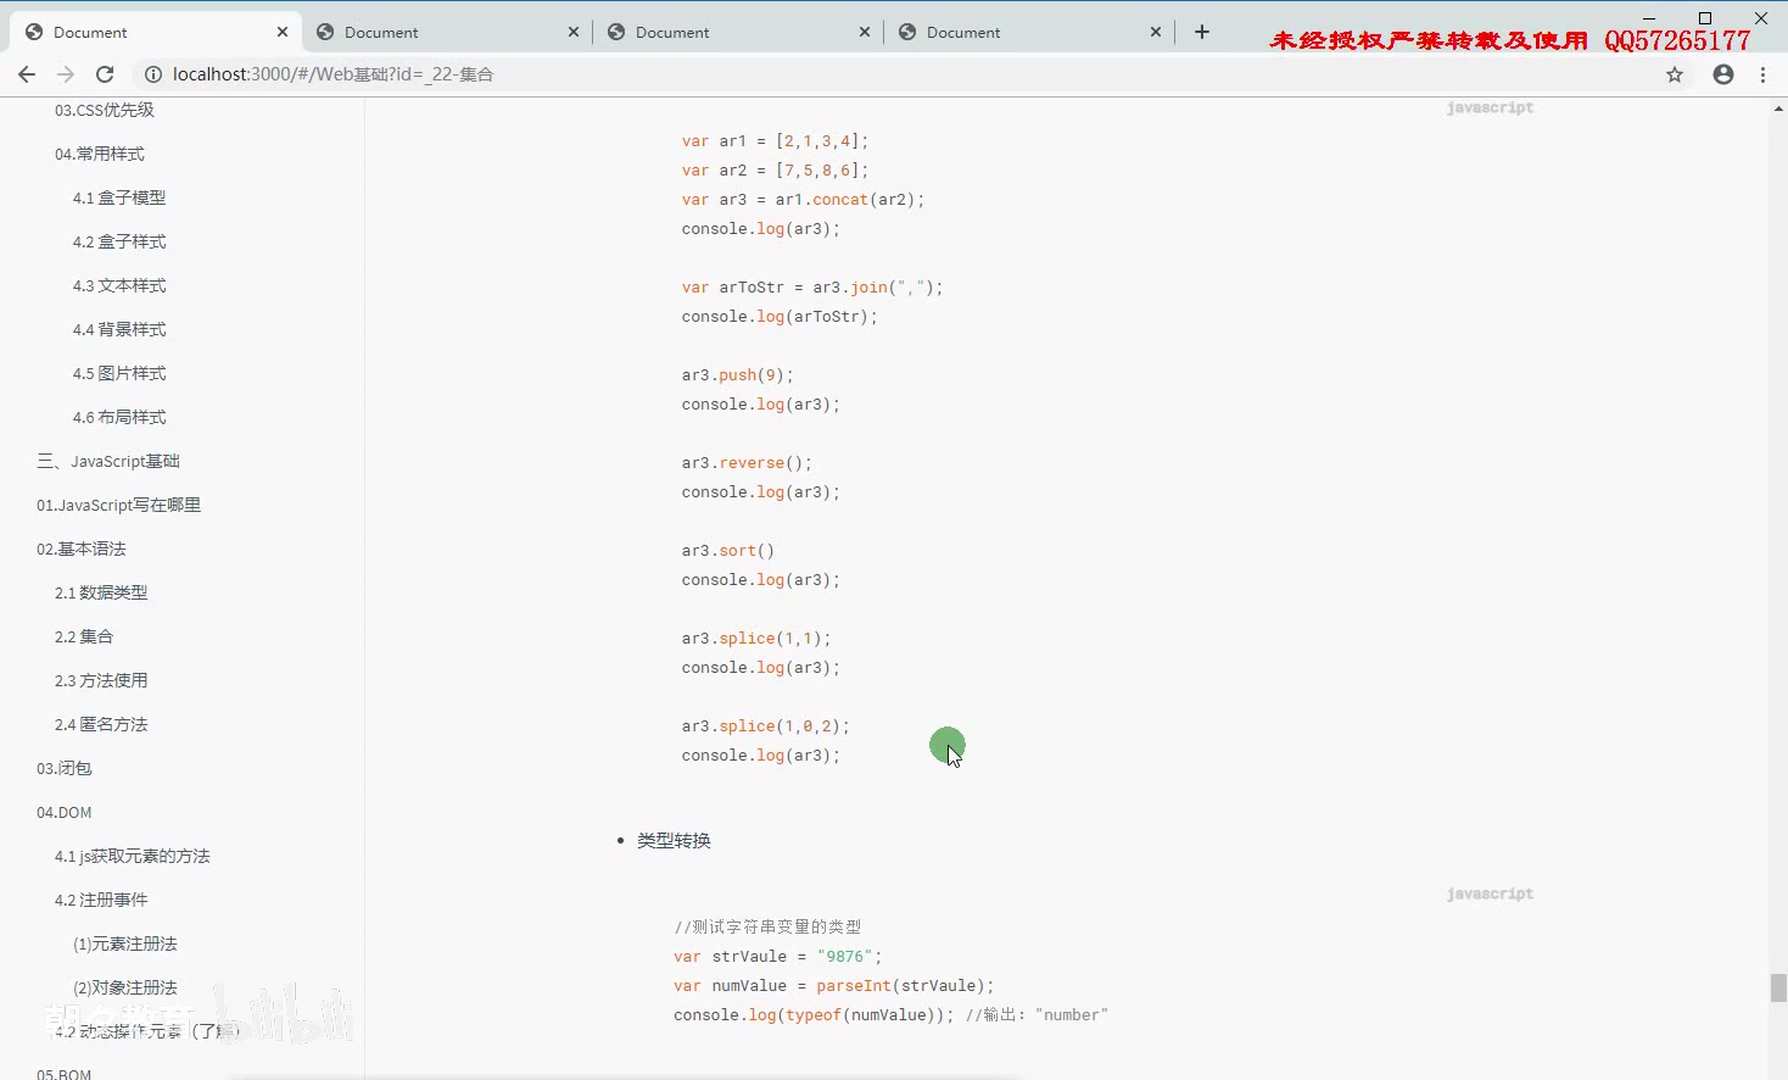 Document
Document
Document
Document
未经授权严禁转载及使用 QQ57265177
localhost:3000/#/Web基础?id=_22-集合
03.CSS优先级
04.常用样式
4.1 盒子模型
4.2 盒子样式
4.3 文本样式
4.4 背景样式
4.5 图片样式
4.6 布局样式
三、JavaScript基础
01.JavaScript写在哪里
02.基本语法
2.1 数据类型
2.2 集合
2.3 方法使用
2.4 匿名方法
03.闭包
04.DOM
4.1 js获取元素的方法
4.2 注册事件
(1)元素注册法
(2)对象注册法
4.2 动态操作元素（了解）
05.BOM
朝夕教育 bilibili
javascript
var ar1 = [2,1,3,4];
var ar2 = [7,5,8,6];
var ar3 = ar1.concat(ar2);
console.log(ar3);
var arToStr = ar3.join(",");
console.log(arToStr);
ar3.push(9);
console.log(ar3);
ar3.reverse();
console.log(ar3);
ar3.sort()
console.log(ar3);
ar3.splice(1,1);
console.log(ar3);
ar3.splice(1,0,2);
console.log(ar3);
• 类型转换
javascript
//测试字符串变量的类型
var strVaule = "9876";
var numValue = parseInt(strVaule);
console.log(typeof(numValue)); //输出："number"